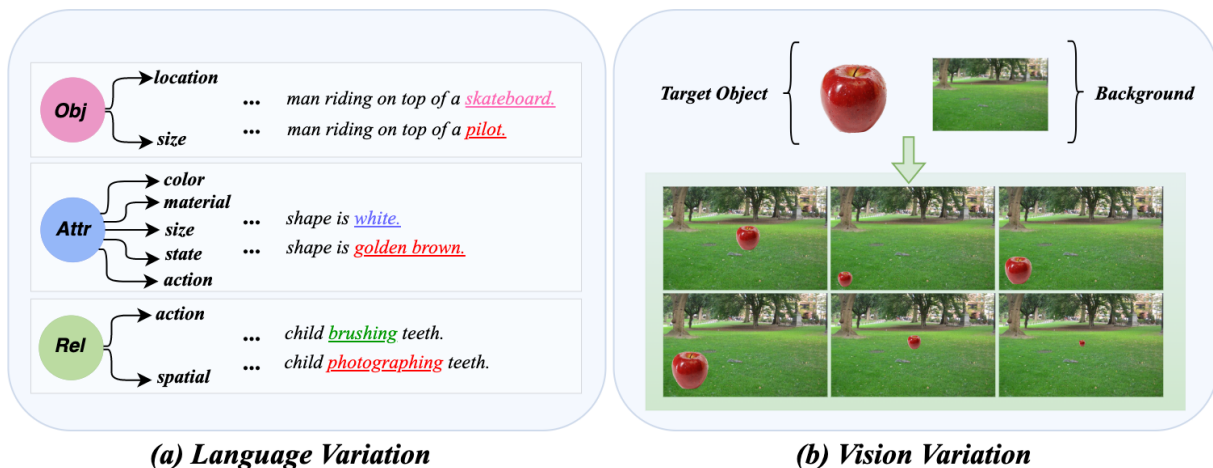 Obj
location
size
... man riding on top of a skateboard.
... man riding on top of a pilot.
Attr
color
material
size
state
action
... shape is white.
... shape is golden brown.
Rel
action
spatial
... child brushing teeth.
... child photographing teeth.
(a) Language Variation
Target Object
Background
(b) Vision Variation